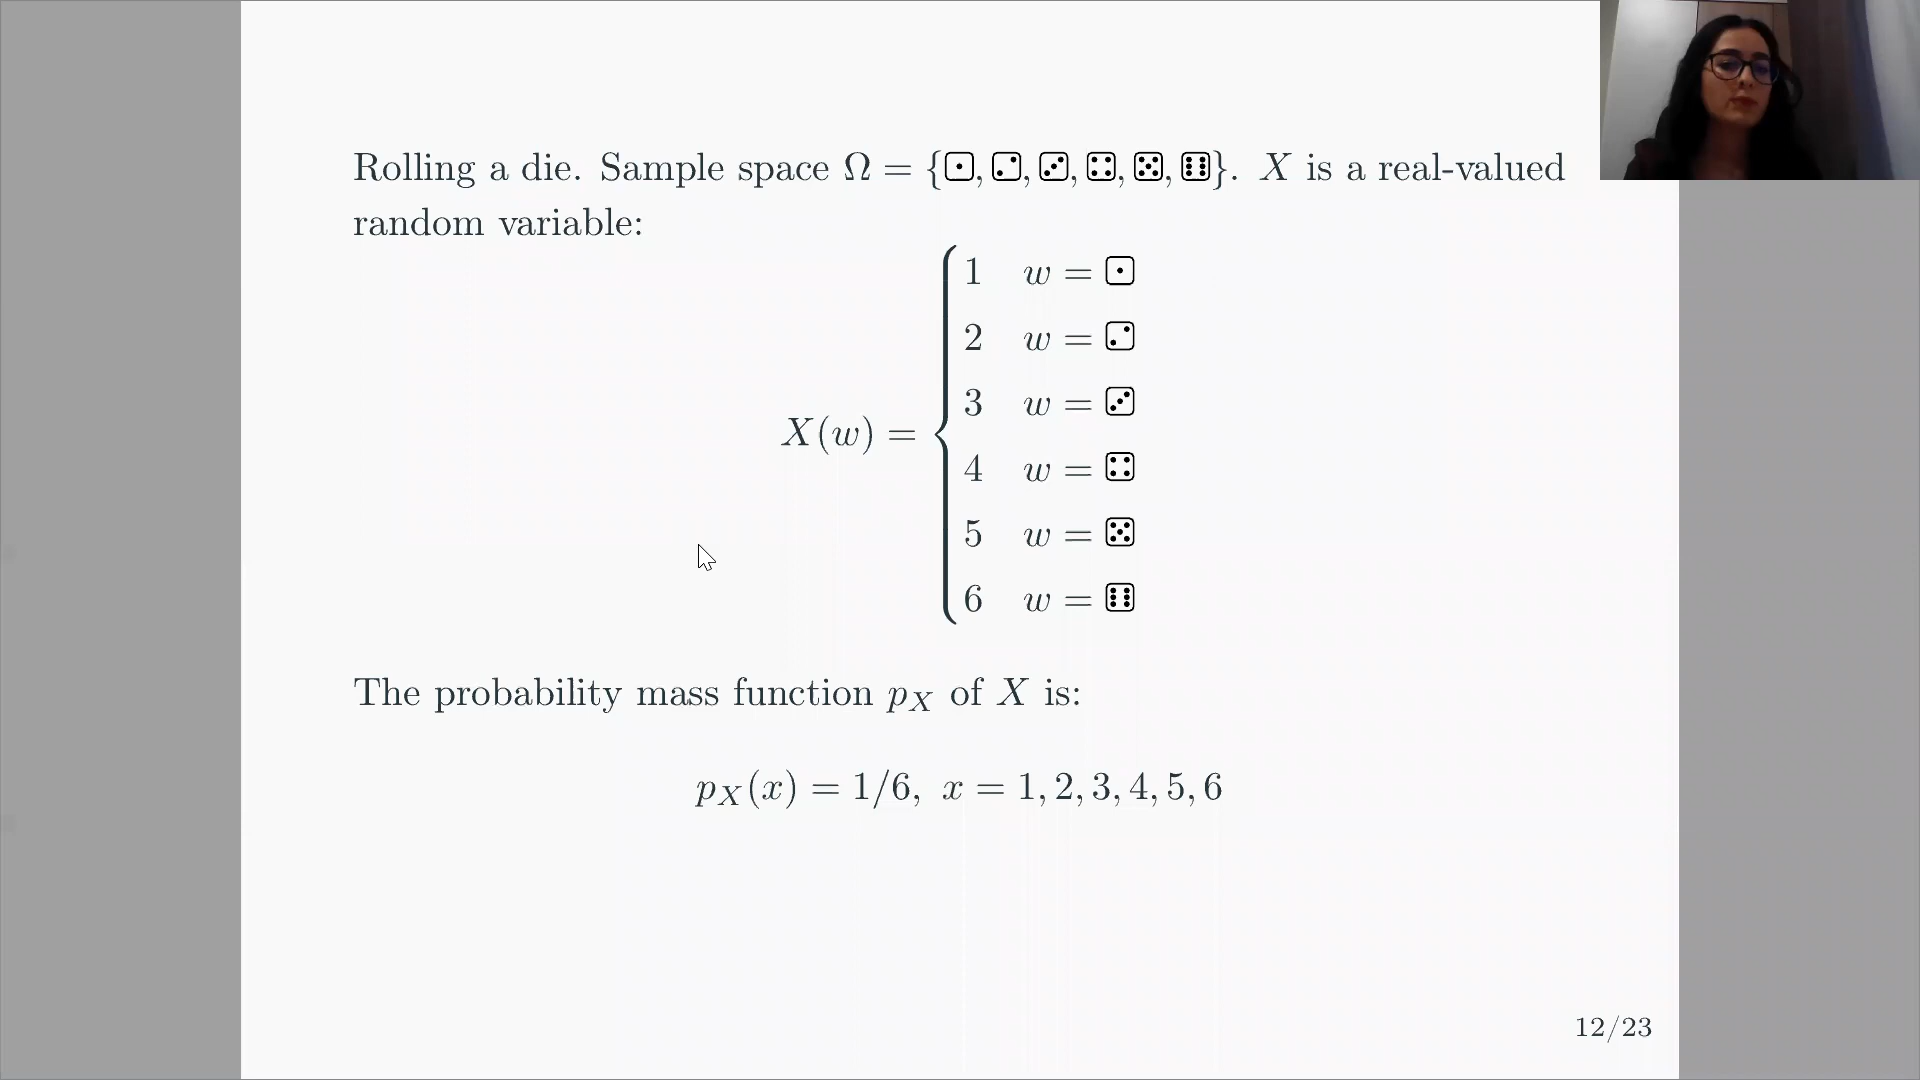 Rolling a die. Sample space Ω = {⚀, ⚁, ⚂, ⚃, ⚄, ⚅}. X is a real-valued
random variable:
1 w = ⚀
2 w = ⚁
3 w = ⚂
X(w) =
4 w = ⚃
5 w = ⚄
6 w = ⚅
The probability mass function p_X of X is:
p_X(x) = 1/6, x = 1, 2, 3, 4, 5, 6
12/23